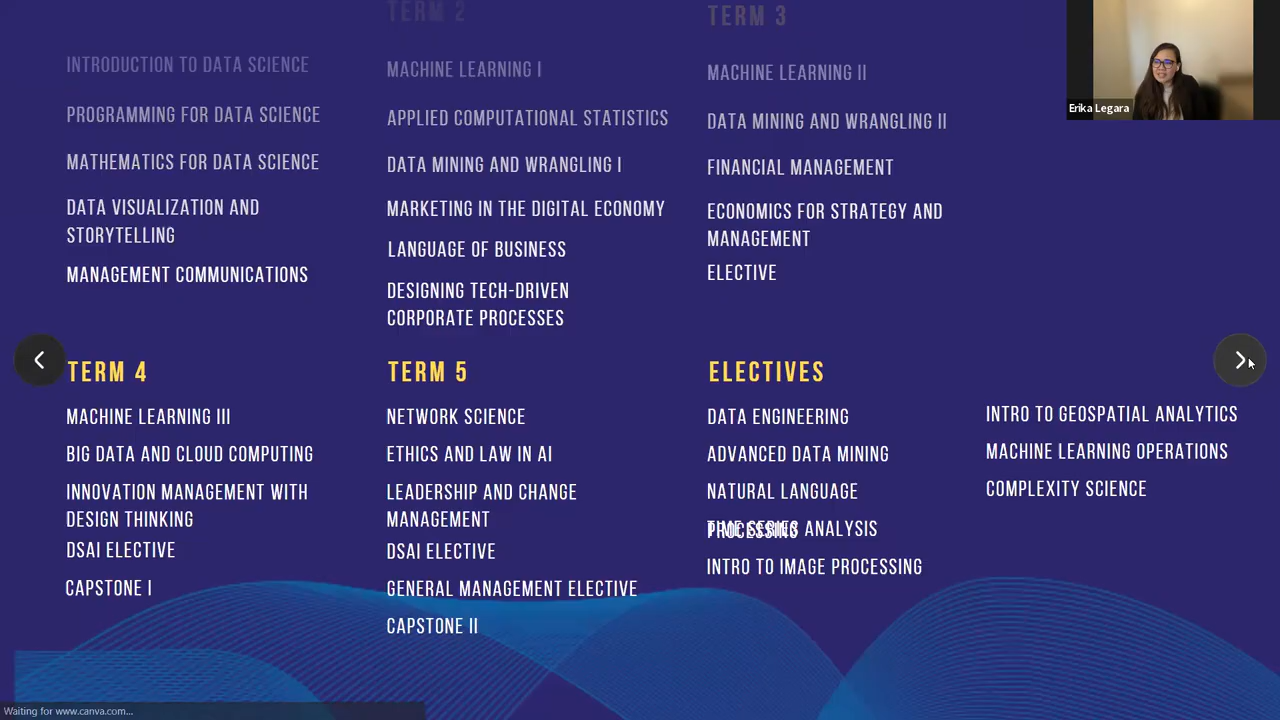 TERM 2
TERM 3
Erika Legara
INTRODUCTION TO DATA SCIENCE
PROGRAMMING FOR DATA SCIENCE
MATHEMATICS FOR DATA SCIENCE
DATA VISUALIZATION AND
STORYTELLING
MANAGEMENT COMMUNICATIONS
MACHINE LEARNING I
APPLIED COMPUTATIONAL STATISTICS
DATA MINING AND WRANGLING I
MARKETING IN THE DIGITAL ECONOMY
LANGUAGE OF BUSINESS
DESIGNING TECH-DRIVEN
CORPORATE PROCESSES
MACHINE LEARNING II
DATA MINING AND WRANGLING II
FINANCIAL MANAGEMENT
ECONOMICS FOR STRATEGY AND
MANAGEMENT
ELECTIVE
TERM 4
MACHINE LEARNING III
BIG DATA AND CLOUD COMPUTING
INNOVATION MANAGEMENT WITH
DESIGN THINKING
DSAI ELECTIVE
CAPSTONE I
TERM 5
NETWORK SCIENCE
ETHICS AND LAW IN AI
LEADERSHIP AND CHANGE
MANAGEMENT
DSAI ELECTIVE
GENERAL MANAGEMENT ELECTIVE
CAPSTONE II
ELECTIVES
DATA ENGINEERING
ADVANCED DATA MINING
NATURAL LANGUAGE
PROCESSING
TIME SERIES ANALYSIS
INTRO TO IMAGE PROCESSING
INTRO TO GEOSPATIAL ANALYTICS
MACHINE LEARNING OPERATIONS
COMPLEXITY SCIENCE
Waiting for www.canva.com...